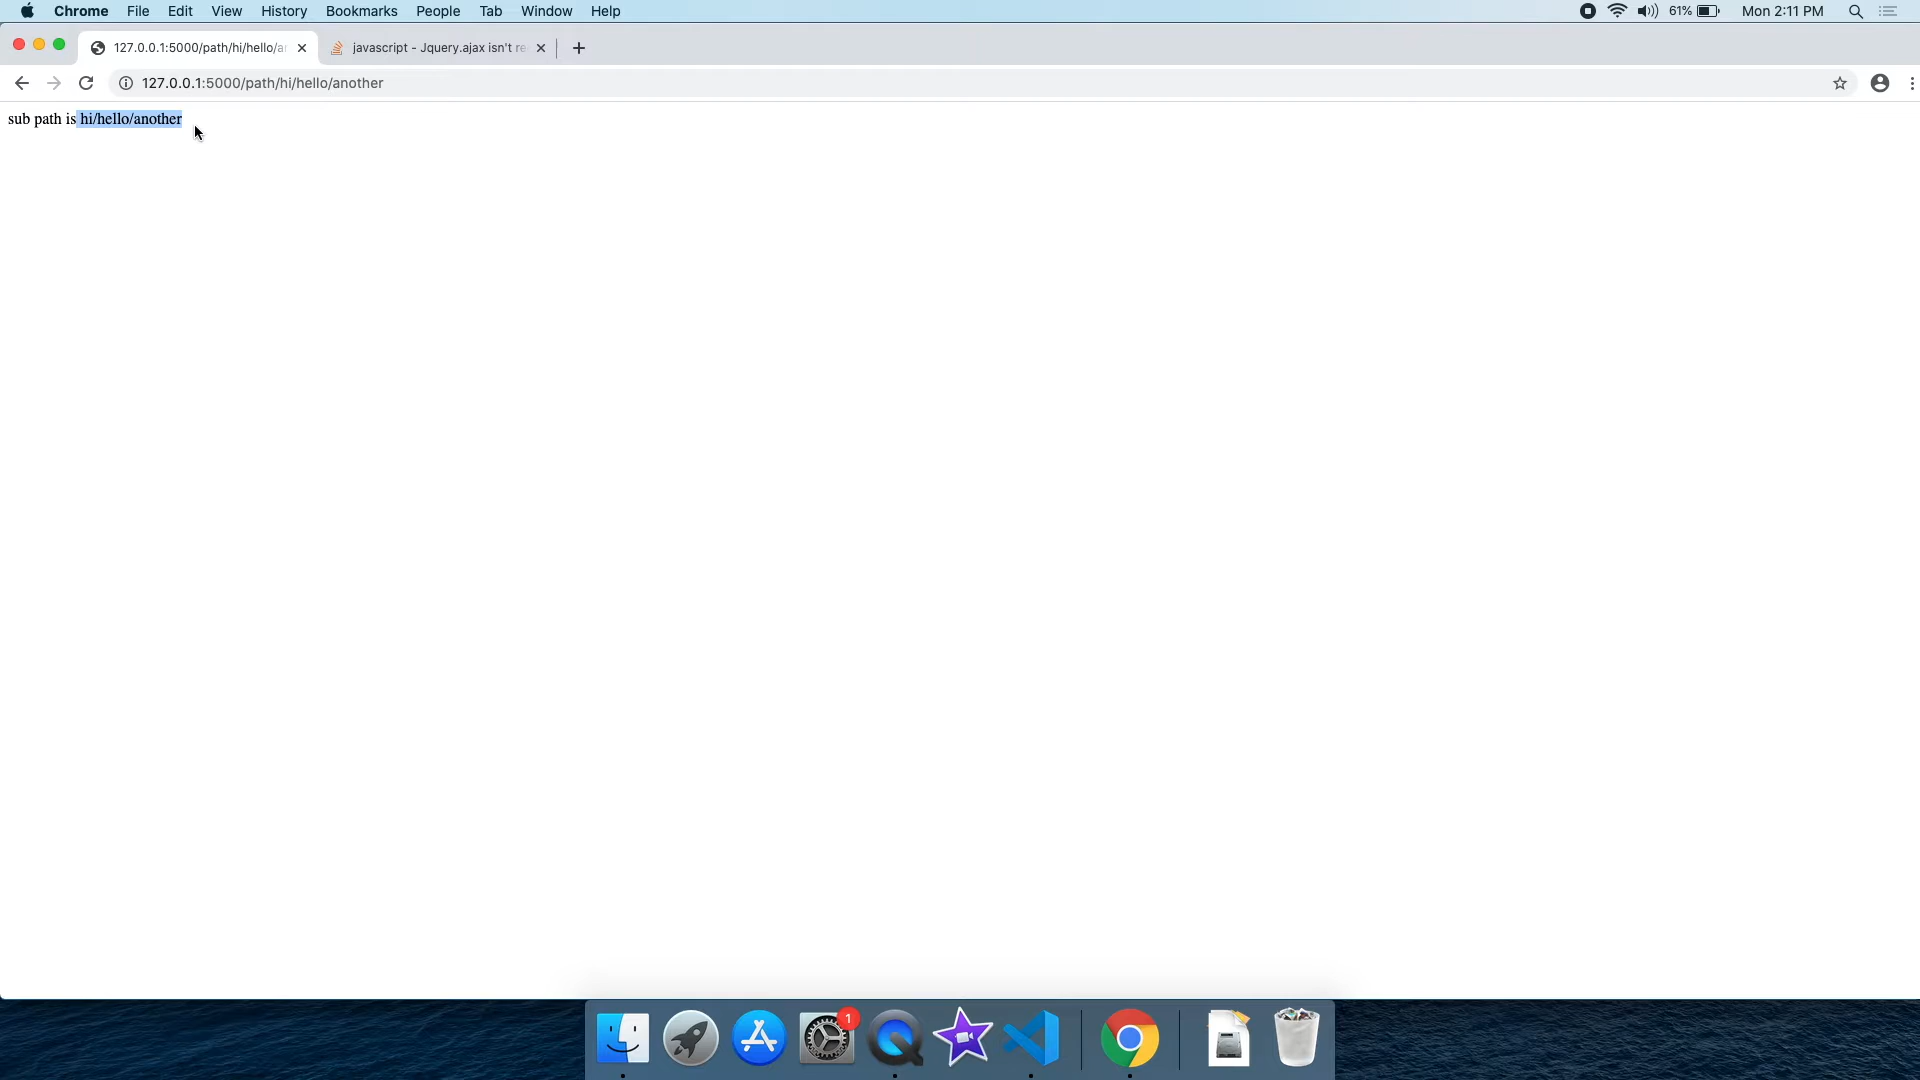 Chrome File Edit View History Bookmarks People Tab Window Help 61% Mon 2:11 PM
127.0.0.1:5000/path/hi/hello/a javascript - Jquery.ajax isn't re
127.0.0.1:5000/path/hi/hello/another
sub path is hi/hello/another
1